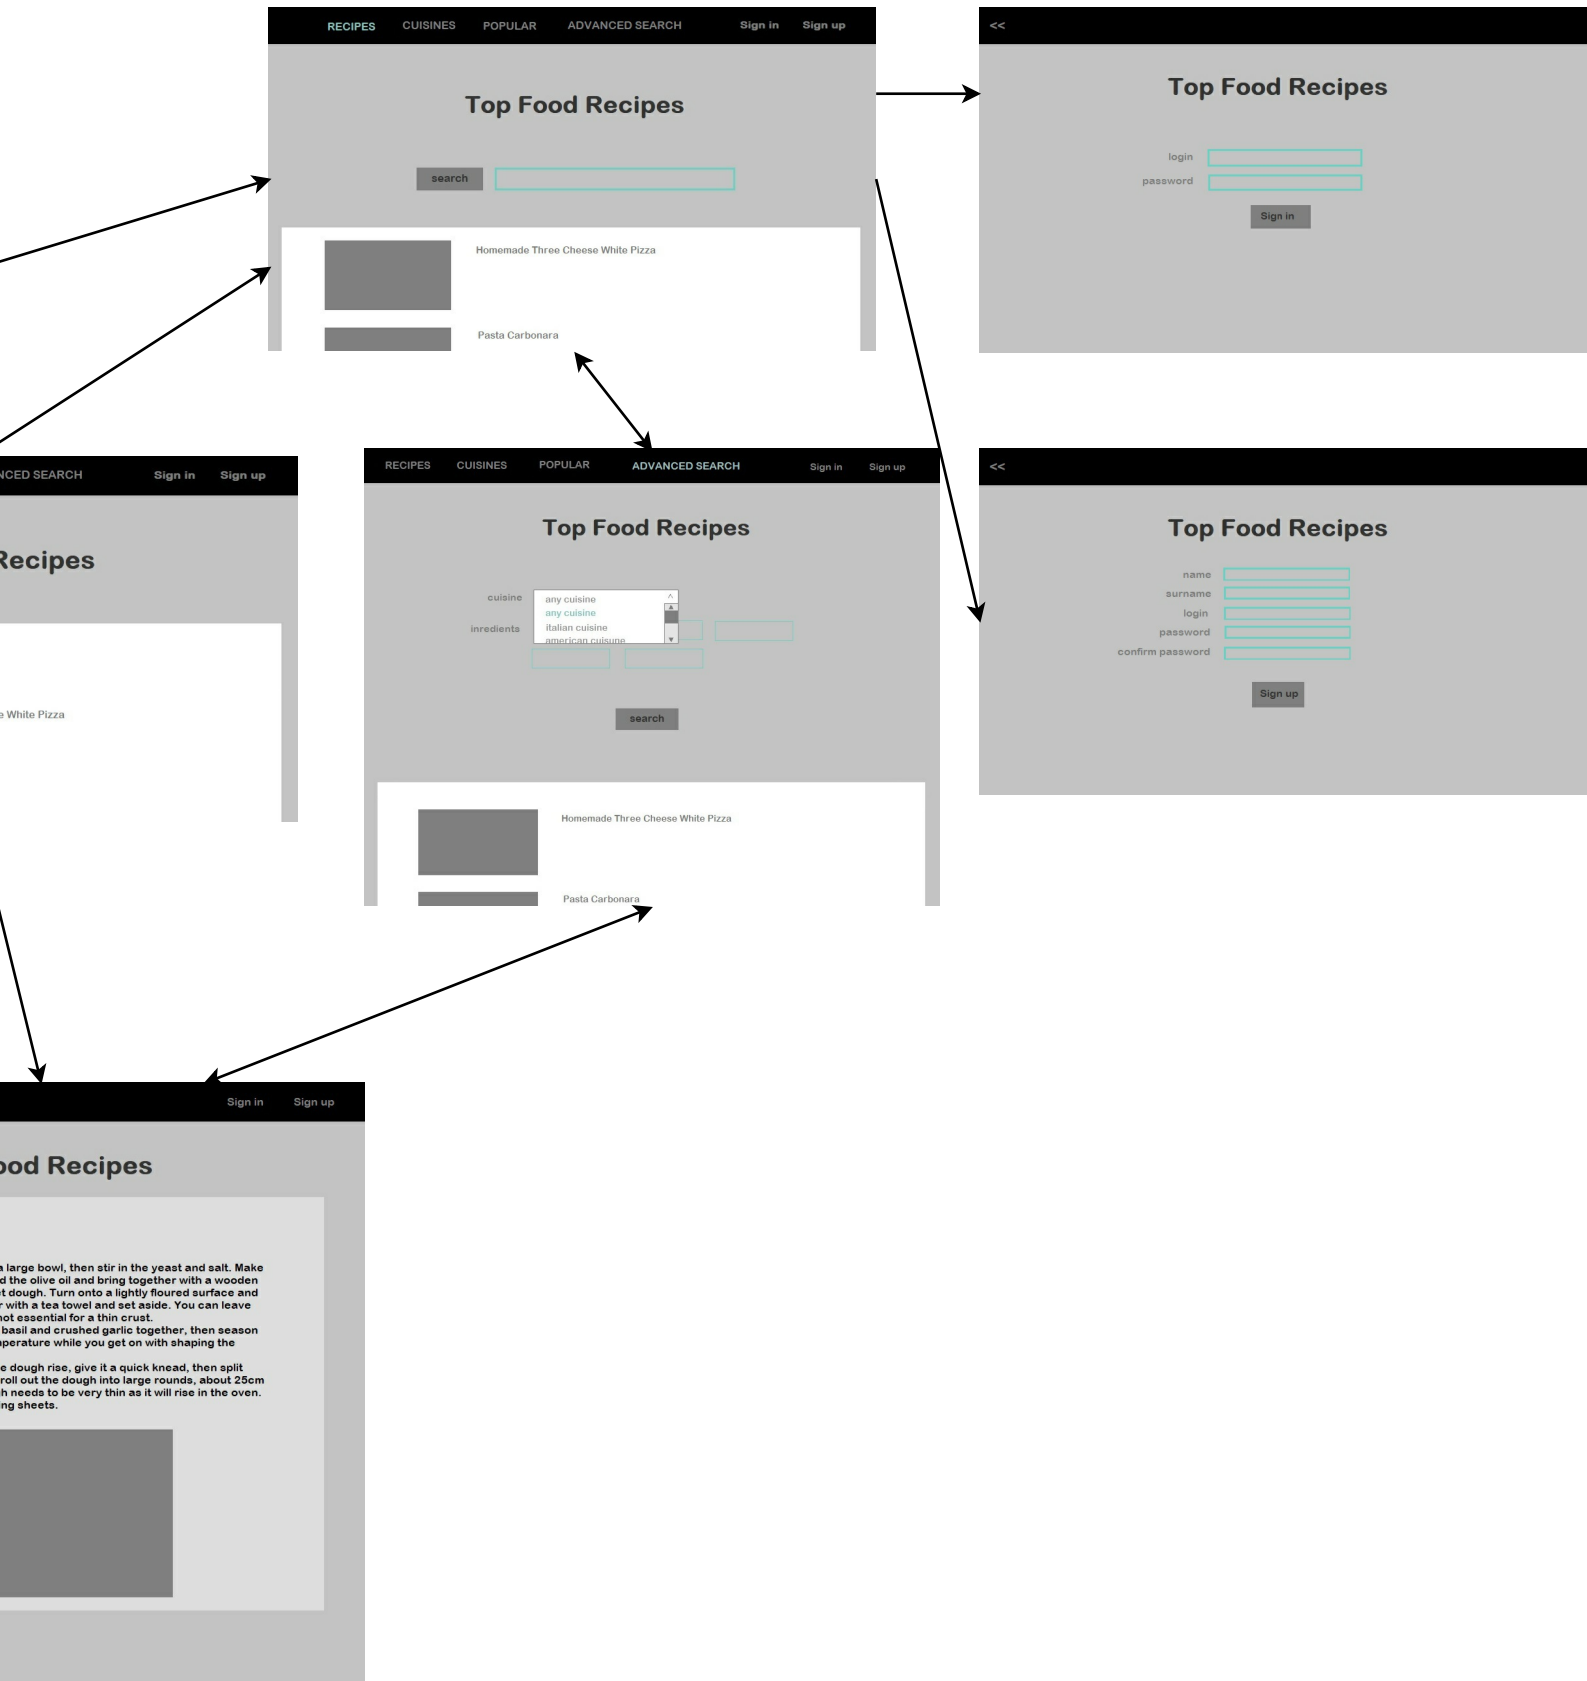 RECIPES CUISINES POPULAR ADVANCED SEARCH Sign in Sign up
Top Food Recipes
search
Homemade Three Cheese White Pizza
Pasta Carbonara
<<
Top Food Recipes
login
password
Sign in
SEARCH Sign in Sign up
Recipes
White Pizza
RECIPES CUISINES POPULAR ADVANCED SEARCH Sign in Sign up
Top Food Recipes
cuisine any cuisine ^
any cuisine
inredients italian cuisine
american cuisune
search
Homemade Three Cheese White Pizza
Pasta Carbonara
<<
Top Food Recipes
name
surname
login
password
confirm password
Sign up
Sign in Sign up
Recipes
a large bowl, then stir in the yeast and salt. Make
the olive oil and bring together with a wooden
dough. Turn onto a lightly floured surface and
with a tea towel and set aside. You can leave
not essential for a thin crust.
basil and crushed garlic together, then season
while you get on with shaping the
dough rise, give it a quick knead, then split
roll out the dough into large rounds, about 25cm
needs to be very thin as it will rise in the oven.
sheets.